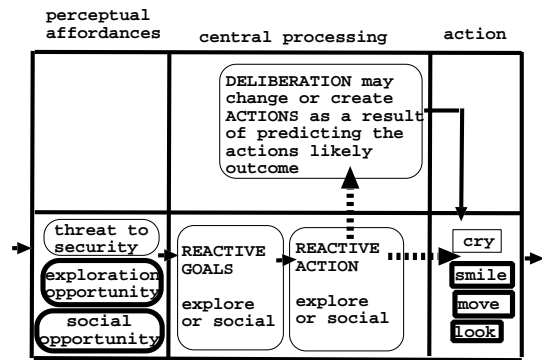 perceptual
affordances
central processing
action
DELIBERATION may
change or create
ACTIONS as a result
of predicting the
actions likely
outcome
threat to
security
exploration
opportunity
social
opportunity
REACTIVE
GOALS
explore
or social
REACTIVE
ACTION
explore
or social
cry
smile
move
look